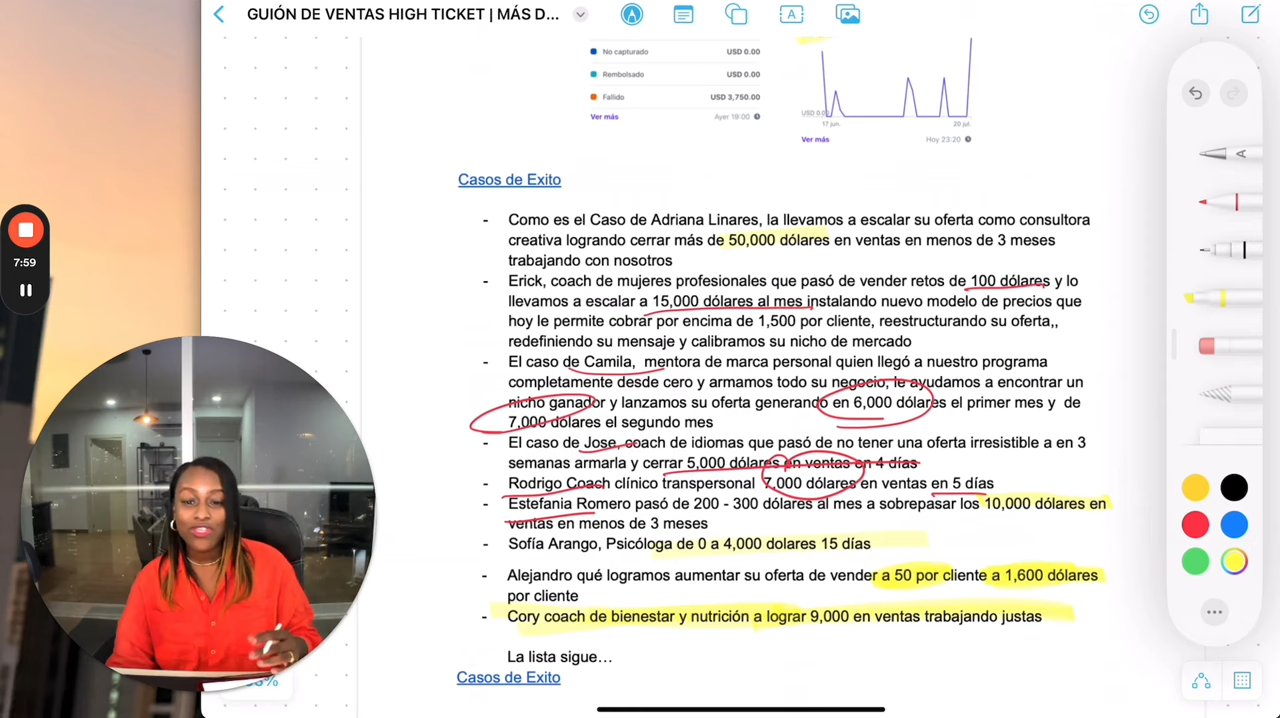 GUIÓN DE VENTAS HIGH TICKET | MÁS D...
A
No capturado USD 0.00
Rembolsado USD 0.00
Fallido USD 3,750.00
Ver más Ayer 19:00
USD 0.00
17 jun. 20 jul.
Ver más Hoy 23:20
7:59
Casos de Exito
- Como es el Caso de Adriana Linares, la llevamos a escalar su oferta como consultora
creativa logrando cerrar más de 50,000 dólares en ventas en menos de 3 meses
trabajando con nosotros
- Erick, coach de mujeres profesionales que pasó de vender retos de 100 dólares y lo
llevamos a escalar a 15,000 dólares al mes instalando nuevo modelo de precios que
hoy le permite cobrar por encima de 1,500 por cliente, reestructurando su oferta,,
redefiniendo su mensaje y calibramos su nicho de mercado
- El caso de Camila, mentora de marca personal quien llegó a nuestro programa
completamente desde cero y armamos todo su negocio, le ayudamos a encontrar un
nicho ganador y lanzamos su oferta generando en 6,000 dólares el primer mes y de
7,000 dolares el segundo mes
- El caso de Jose, coach de idiomas que pasó de no tener una oferta irresistible a en 3
semanas armarla y cerrar 5,000 dólares en ventas en 4 días
- Rodrigo Coach clínico transpersonal 7,000 dólares en ventas en 5 días
- Estefania Romero pasó de 200 - 300 dólares al mes a sobrepasar los 10,000 dólares en
ventas en menos de 3 meses
- Sofía Arango, Psicóloga de 0 a 4,000 dolares 15 días
- Alejandro qué logramos aumentar su oferta de vender a 50 por cliente a 1,600 dólares
por cliente
- Cory coach de bienestar y nutrición a lograr 9,000 en ventas trabajando justas
La lista sigue…
Casos de Exito